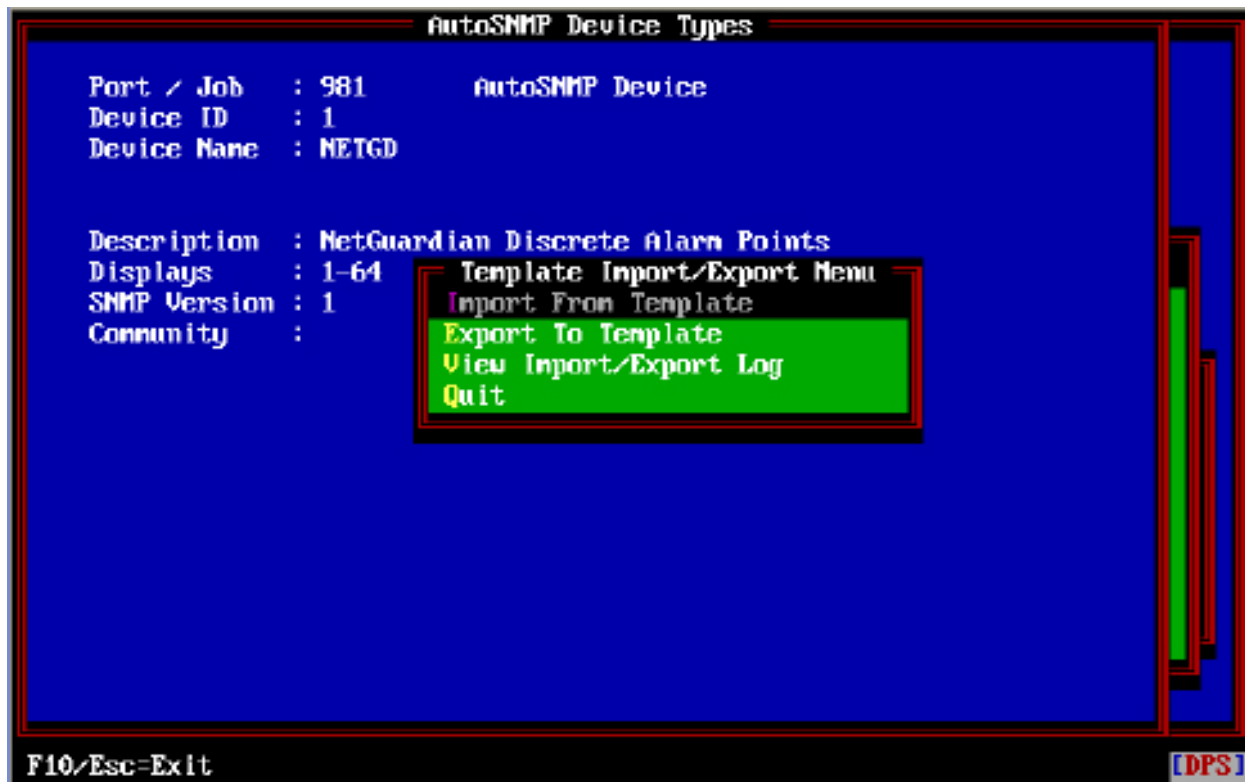 AutoSNMP Device Types
Port / Job : 981 AutoSNMP Device
Device ID : 1
Device Name : NETGD
Description : NetGuardian Discrete Alarm Points
Displays : 1-64
SNMP Version : 1
Community :
Template Import/Export Menu
Import From Template
Export To Template
View Import/Export Log
Quit
F10/Esc=Exit
[DPS]